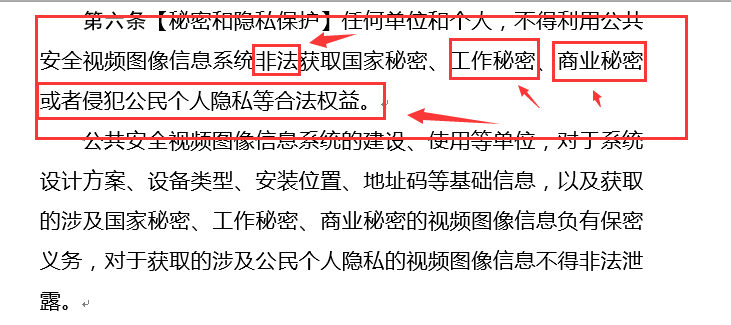 第六条【秘密和隐私保护】任何单位和个人，不得利用公共
安全视频图像信息系统非法获取国家秘密、工作秘密、商业秘密
或者侵犯公民个人隐私等合法权益。
公共安全视频图像信息系统的建设、使用等单位，对于系统
设计方案、设备类型、安装位置、地址码等基础信息，以及获取
的涉及国家秘密、工作秘密、商业秘密的视频图像信息负有保密
义务，对于获取的涉及公民个人隐私的视频图像信息不得非法泄
露。